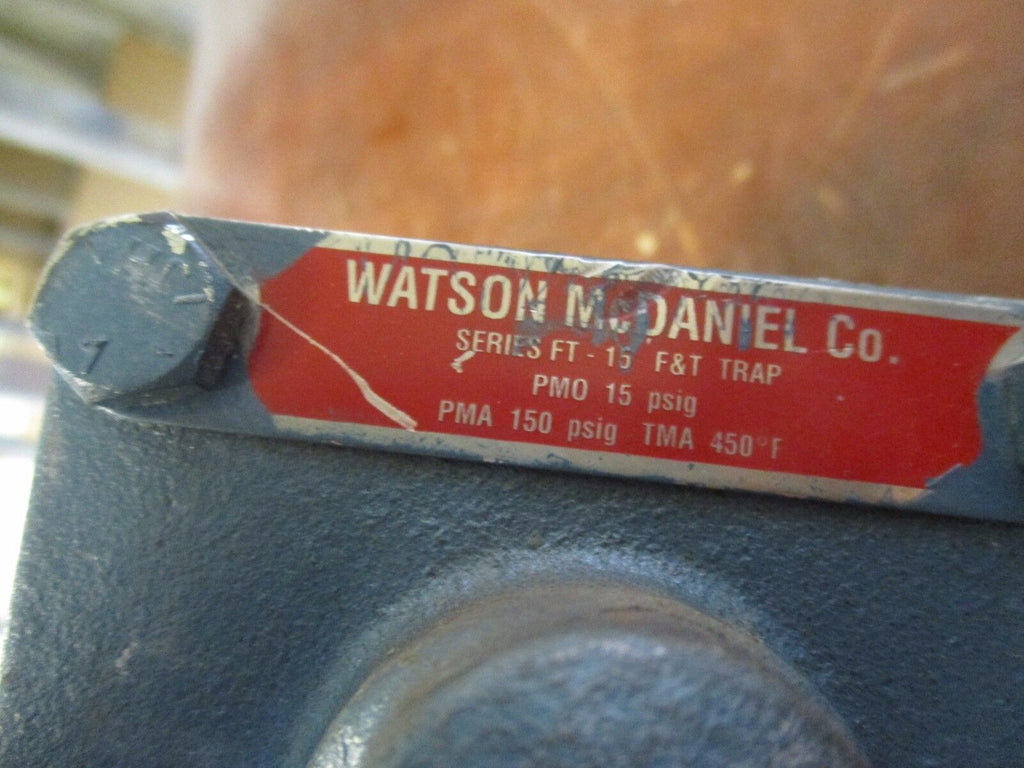 WATSON McDANIEL Co.
SERIES FT - 15 F&T TRAP
PMO 15 psig
PMA 150 psig TMA 450°F